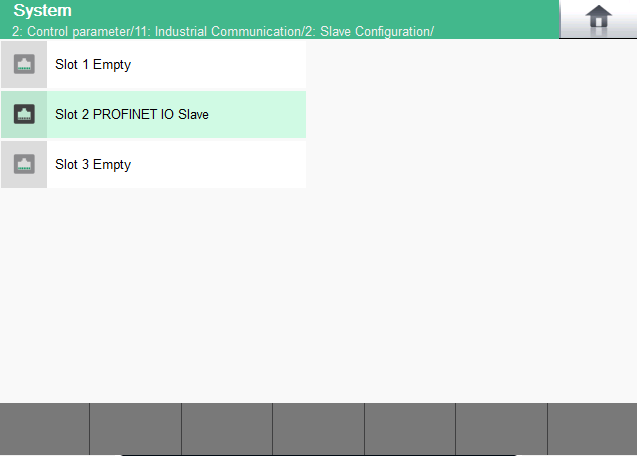 System
2: Control parameter/11: Industrial Communication/2: Slave Configuration/
Slot 1 Empty
Slot 2 PROFINET IO Slave
Slot 3 Empty